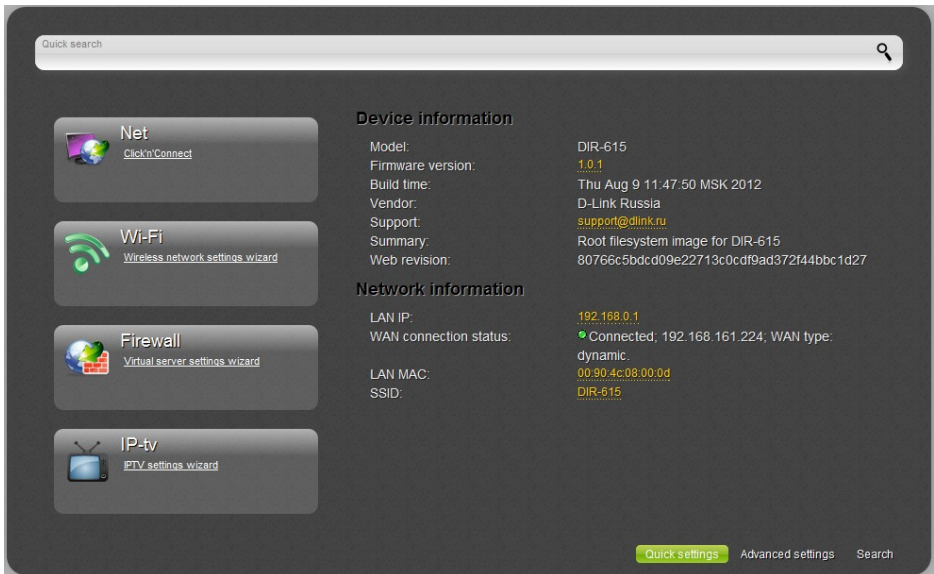 Quick search
Net
Click'n'Connect
Wi-Fi
Wireless network settings wizard
Firewall
Virtual server settings wizard
IP-tv
IPTV settings wizard
Device information
Model: DIR-615
Firmware version: 1.0.1
Build time: Thu Aug 9 11:47:50 MSK 2012
Vendor: D-Link Russia
Support: support@dlink.ru
Summary: Root filesystem image for DIR-615
Web revision: 80766c5bdcd09e22713c0cdf9ad372f44bbc1d27
Network information
LAN IP: 192.168.0.1
WAN connection status: Connected; 192.168.161.224; WAN type:
dynamic.
LAN MAC: 00:90:4c:08:00:0d
SSID: DIR-615
Quick settings Advanced settings Search